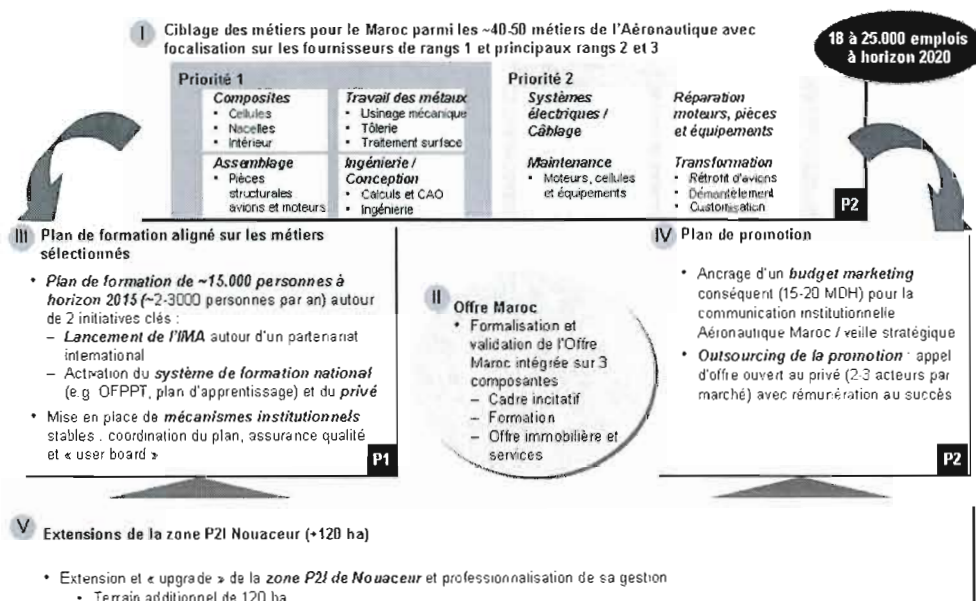 I Ciblage des métiers pour le Maroc parmi les ~40-50 métiers de l'Aéronautique avec
focalisation sur les fournisseurs de rangs 1 et principaux rangs 2 et 3
18 à 25.000 emplois
à horizon 2020
Priorité 1
Composites
• Cellules
• Nacelles
• Intérieur
Travail des métaux
• Usinage mécanique
• Tôlerie
• Traitement surface
Assemblage
• Pièces
structurales
avions et moteurs
Ingénierie /
Conception
• Calculs et CAO
• Ingénierie
Priorité 2
Systèmes
électriques /
Câblage
Réparation
moteurs, pièces
et équipements
Maintenance
• Moteurs, cellules
et équipements
Transformation
• Rétrofit d'avions
• Démantèlement
• Customisation
P2
III Plan de formation aligné sur les métiers
sélectionnés
• Plan de formation de ~15.000 personnes à
horizon 2015 (~2-3000 personnes par an) autour
de 2 initiatives clés :
– Lancement de l'IMA autour d'un partenariat
international
– Activation du système de formation national
(e.g. OFPPT, plan d'apprentissage) et du privé
• Mise en place de mécanismes institutionnels
stables : coordination du plan, assurance qualité
et « user board »
P1
II
Offre Maroc
• Formalisation et
validation de l'Offre
Maroc intégrée sur 3
composantes
– Cadre incitatif
– Formation
– Offre immobilière et
services
IV Plan de promotion
• Ancrage d'un budget marketing
conséquent (15-20 MDH) pour la
communication institutionnelle
Aéronautique Maroc / veille stratégique
• Outsourcing de la promotion : appel
d'offre ouvert au privé (2-3 acteurs par
marché) avec rémunération au succès
P2
V Extensions de la zone P2I Nouaceur (+120 ha)
• Extension et « upgrade » de la zone P2I de Nouaceur et professionnalisation de sa gestion
• Terrain additionnel de 120 ha